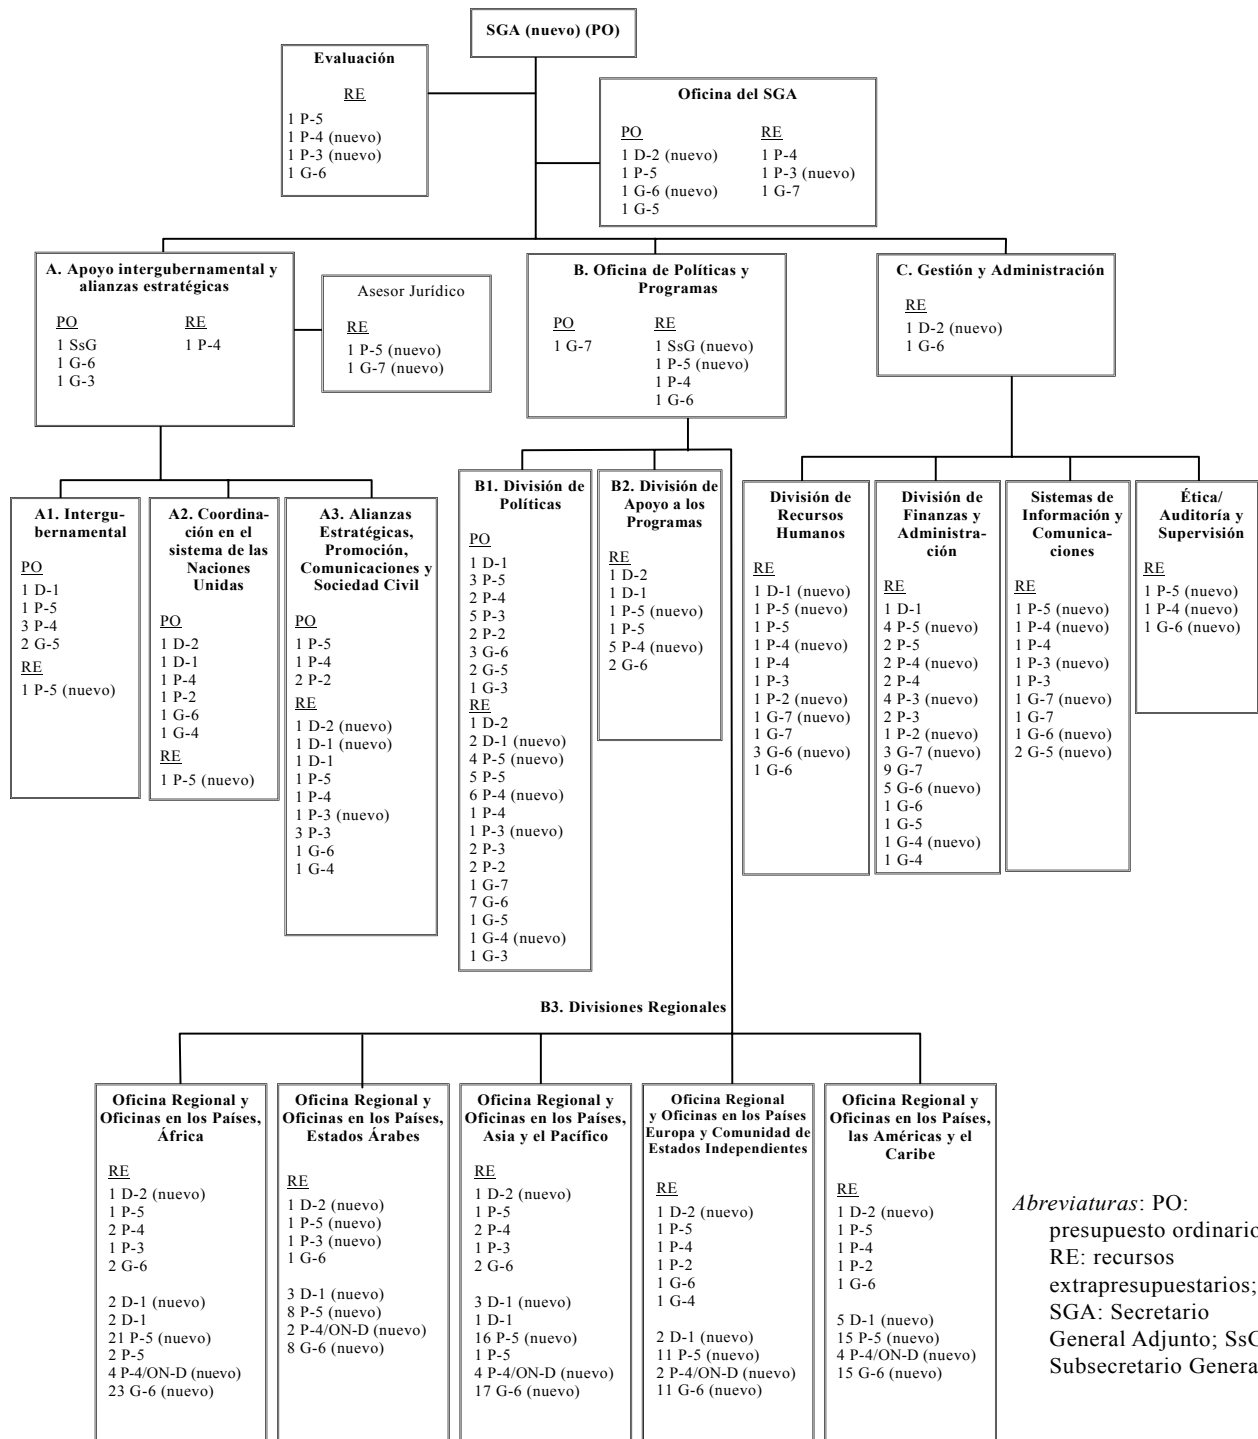 SGA (nuevo) (PO)
Evaluación
RE
1 P-5
1 P-4 (nuevo)
1 P-3 (nuevo)
1 G-6
Oficina del SGA
PO
1 D-2 (nuevo)
1 P-5
1 G-6 (nuevo)
1 G-5
RE
1 P-4
1 P-3 (nuevo)
1 G-7
A. Apoyo intergubernamental y
alianzas estratégicas
PO
1 SsG
1 G-6
1 G-3
RE
1 P-4
Asesor Jurídico
RE
1 P-5 (nuevo)
1 G-7 (nuevo)
B. Oficina de Políticas y
Programas
PO
1 G-7
RE
1 SsG (nuevo)
1 P-5 (nuevo)
1 P-4
1 G-6
C. Gestión y Administración
RE
1 D-2 (nuevo)
1 G-6
A1. Intergu-
bernamental
PO
1 D-1
1 P-5
3 P-4
2 G-5
RE
1 P-5 (nuevo)
A2. Coordina-
ción en el
sistema de las
Naciones
Unidas
PO
1 D-2
1 D-1
1 P-4
1 P-2
1 G-6
1 G-4
RE
1 P-5 (nuevo)
A3. Alianzas
Estratégicas,
Promoción,
Comunicaciones y
Sociedad Civil
PO
1 P-5
1 P-4
2 P-2
RE
1 D-2 (nuevo)
1 D-1 (nuevo)
1 D-1
1 P-5
1 P-4
1 P-3 (nuevo)
3 P-3
1 G-6
1 G-4
B1. División de
Políticas
PO
1 D-1
3 P-5
2 P-4
5 P-3
2 P-2
3 G-6
2 G-5
1 G-3
RE
1 D-2
2 D-1 (nuevo)
4 P-5 (nuevo)
5 P-5
6 P-4 (nuevo)
1 P-4
1 P-3 (nuevo)
2 P-3
2 P-2
1 G-7
7 G-6
1 G-5
1 G-4 (nuevo)
1 G-3
B2. División de
Apoyo a los
Programas
RE
1 D-2
1 D-1
1 P-5 (nuevo)
1 P-5
5 P-4 (nuevo)
2 G-6
División de
Recursos
Humanos
RE
1 D-1 (nuevo)
1 P-5 (nuevo)
1 P-5
1 P-4 (nuevo)
1 P-4
1 P-3
1 P-2 (nuevo)
1 G-7 (nuevo)
1 G-7
3 G-6 (nuevo)
1 G-6
División de
Finanzas y
Administra-
ción
RE
1 D-1
4 P-5 (nuevo)
2 P-5
2 P-4 (nuevo)
2 P-4
4 P-3 (nuevo)
2 P-3
1 P-2 (nuevo)
3 G-7 (nuevo)
9 G-7
5 G-6 (nuevo)
1 G-6
1 G-5
1 G-4 (nuevo)
1 G-4
Sistemas de
Información y
Comunica-
ciones
RE
1 P-5 (nuevo)
1 P-4 (nuevo)
1 P-4
1 P-3 (nuevo)
1 P-3
1 G-7 (nuevo)
1 G-7
1 G-6 (nuevo)
2 G-5 (nuevo)
Ética/
Auditoría y
Supervisión
RE
1 P-5 (nuevo)
1 P-4 (nuevo)
1 G-6 (nuevo)
B3. Divisiones Regionales
Oficina Regional y
Oficinas en los Países,
África
RE
1 D-2 (nuevo)
1 P-5
2 P-4
1 P-3
2 G-6
2 D-1 (nuevo)
2 D-1
21 P-5 (nuevo)
2 P-5
4 P-4/ON-D (nuevo)
23 G-6 (nuevo)
Oficina Regional y
Oficinas en los Países,
Estados Árabes
RE
1 D-2 (nuevo)
1 P-5 (nuevo)
1 P-3 (nuevo)
1 G-6
3 D-1 (nuevo)
8 P-5 (nuevo)
2 P-4/ON-D (nuevo)
8 G-6 (nuevo)
Oficina Regional y
Oficinas en los Países,
Asia y el Pacífico
RE
1 D-2 (nuevo)
1 P-5
2 P-4
1 P-3
2 G-6
3 D-1 (nuevo)
1 D-1
16 P-5 (nuevo)
1 P-5
4 P-4/ON-D (nuevo)
17 G-6 (nuevo)
Oficina Regional
y Oficinas en los Países
Europa y Comunidad de
Estados Independientes
RE
1 D-2 (nuevo)
1 P-5
1 P-4
1 P-2
1 G-6
1 G-4
2 D-1 (nuevo)
11 P-5 (nuevo)
2 P-4/ON-D (nuevo)
11 G-6 (nuevo)
Oficina Regional y
Oficinas en los Países,
las Américas y el
Caribe
RE
1 D-2 (nuevo)
1 P-5
1 P-4
1 P-2
1 G-6
5 D-1 (nuevo)
15 P-5 (nuevo)
4 P-4/ON-D (nuevo)
15 G-6 (nuevo)
Abreviaturas: PO:
presupuesto ordinario
RE: recursos
extrapresupuestarios;
SGA: Secretario
General Adjunto; SsG
Subsecretario Genera